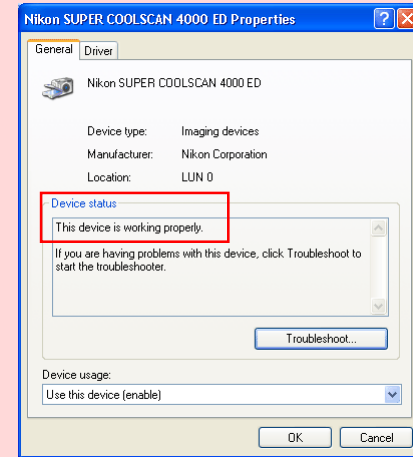 Nikon SUPER COOLSCAN 4000 ED Properties
General Driver
Nikon SUPER COOLSCAN 4000 ED
Device type: Imaging devices
Manufacturer: Nikon Corporation
Location: LUN 0
Device status
This device is working properly.
If you are having problems with this device, click Troubleshoot to
start the troubleshooter.
Troubleshoot...
Device usage:
Use this device (enable)
OK Cancel